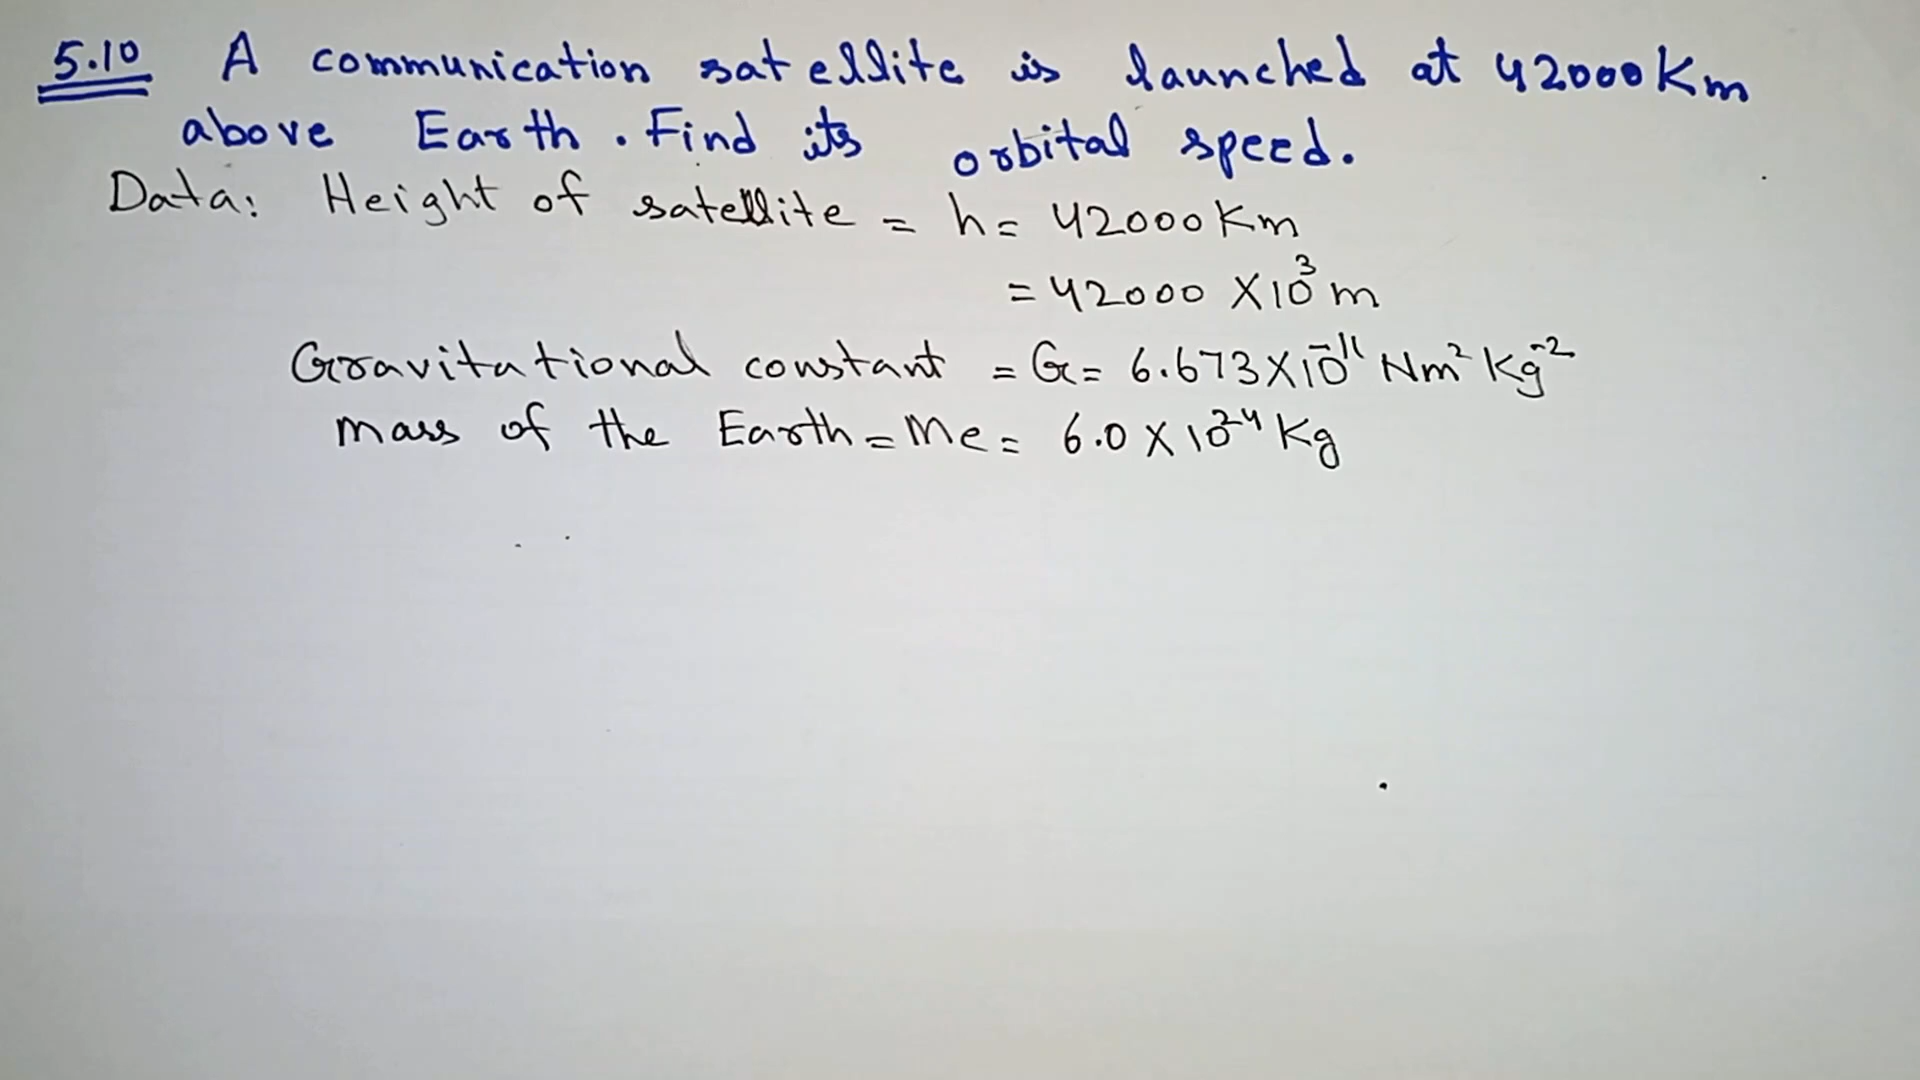 5.10 A communication satellite is launched at 42000 Km
above Earth. Find its orbital speed.
Data: Height of satellite = h = 42000 Km
= 42000 × 10³ m
Gravitational constant = G = 6.673 × 10⁻¹¹ Nm² Kg⁻²
mass of the Earth = Me = 6.0 × 10²⁴ Kg